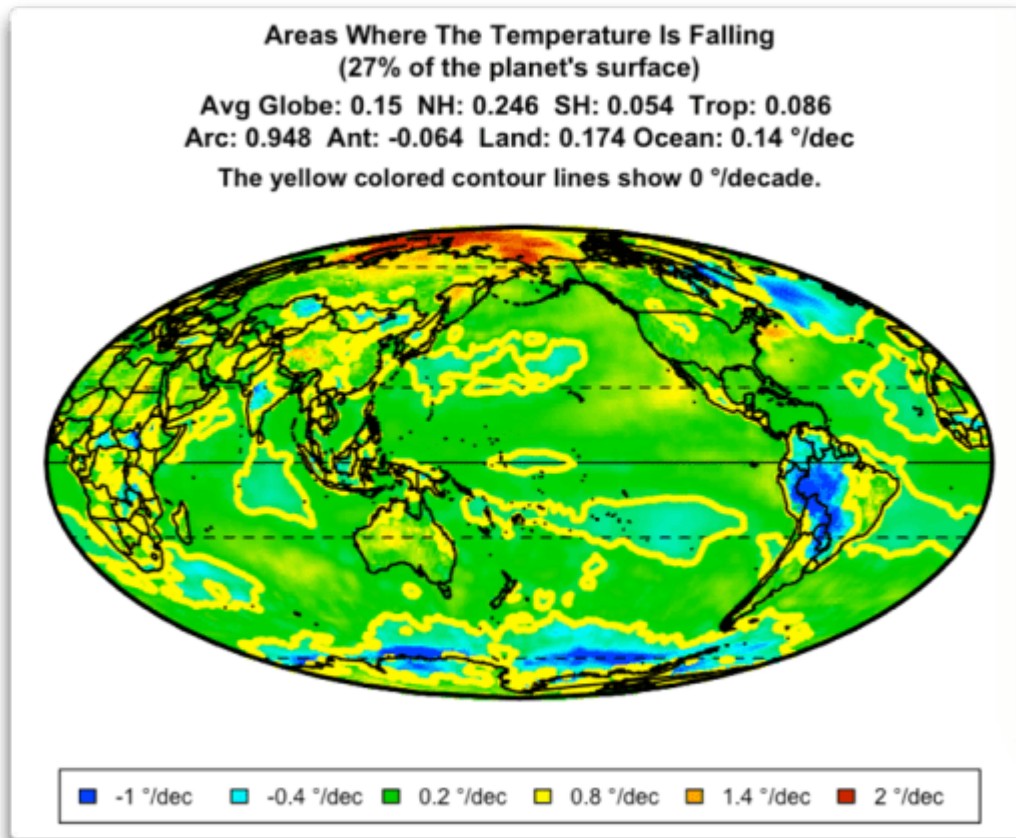 Areas Where The Temperature Is Falling
(27% of the planet's surface)
Avg Globe: 0.15 NH: 0.246 SH: 0.054 Trop: 0.086
Arc: 0.948 Ant: -0.064 Land: 0.174 Ocean: 0.14 °/dec
The yellow colored contour lines show 0 °/decade.
-1 °/dec -0.4 °/dec 0.2 °/dec 0.8 °/dec 1.4 °/dec 2 °/dec